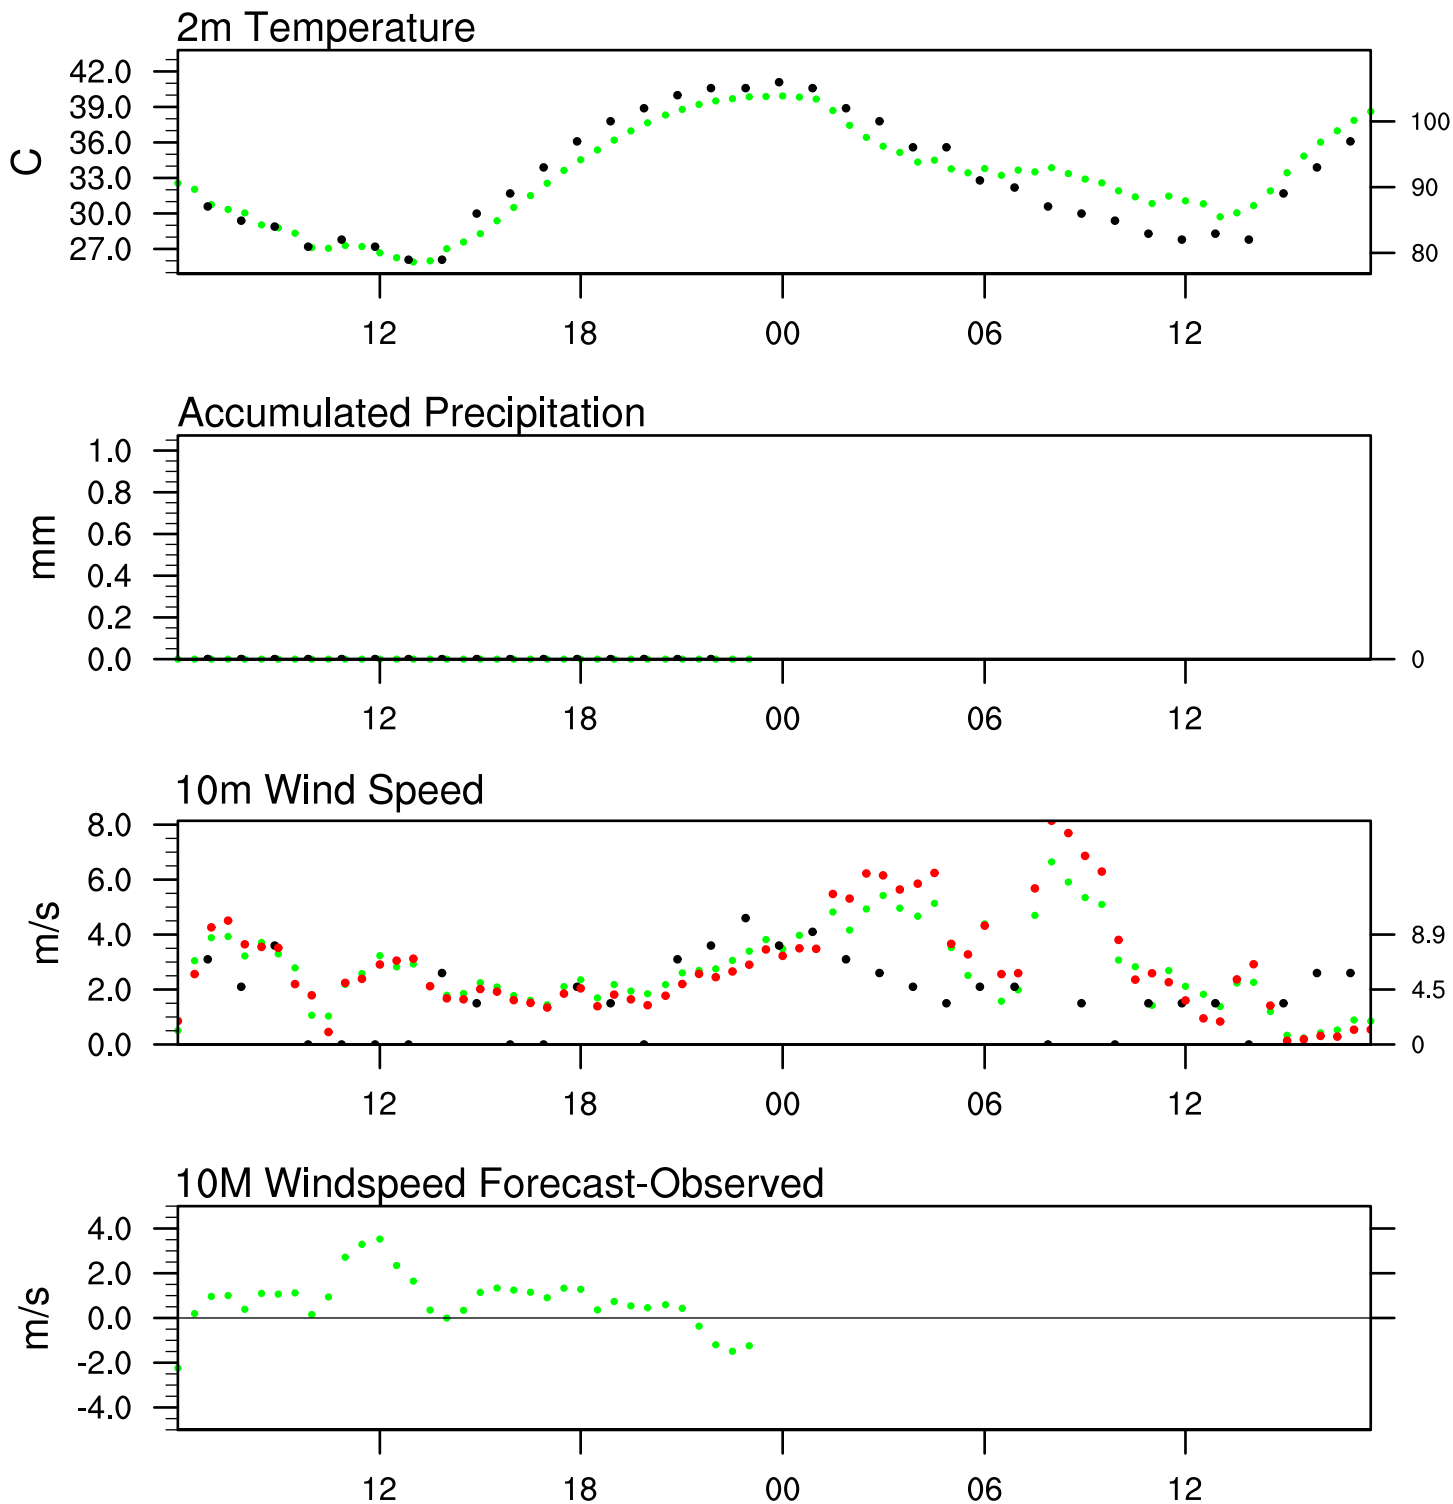 2m Temperature
42.0
39.0
36.0
33.0
30.0
27.0
C
100
90
80
12 18 00 06 12
Accumulated Precipitation
1.0
0.8
0.6
0.4
0.2
0.0
mm
0
12 18 00 06 12
10m Wind Speed
8.0
6.0
4.0
2.0
0.0
m/s
8.9
4.5
0
12 18 00 06 12
10M Windspeed Forecast-Observed
4.0
2.0
0.0
-2.0
-4.0
m/s
12 18 00 06 12